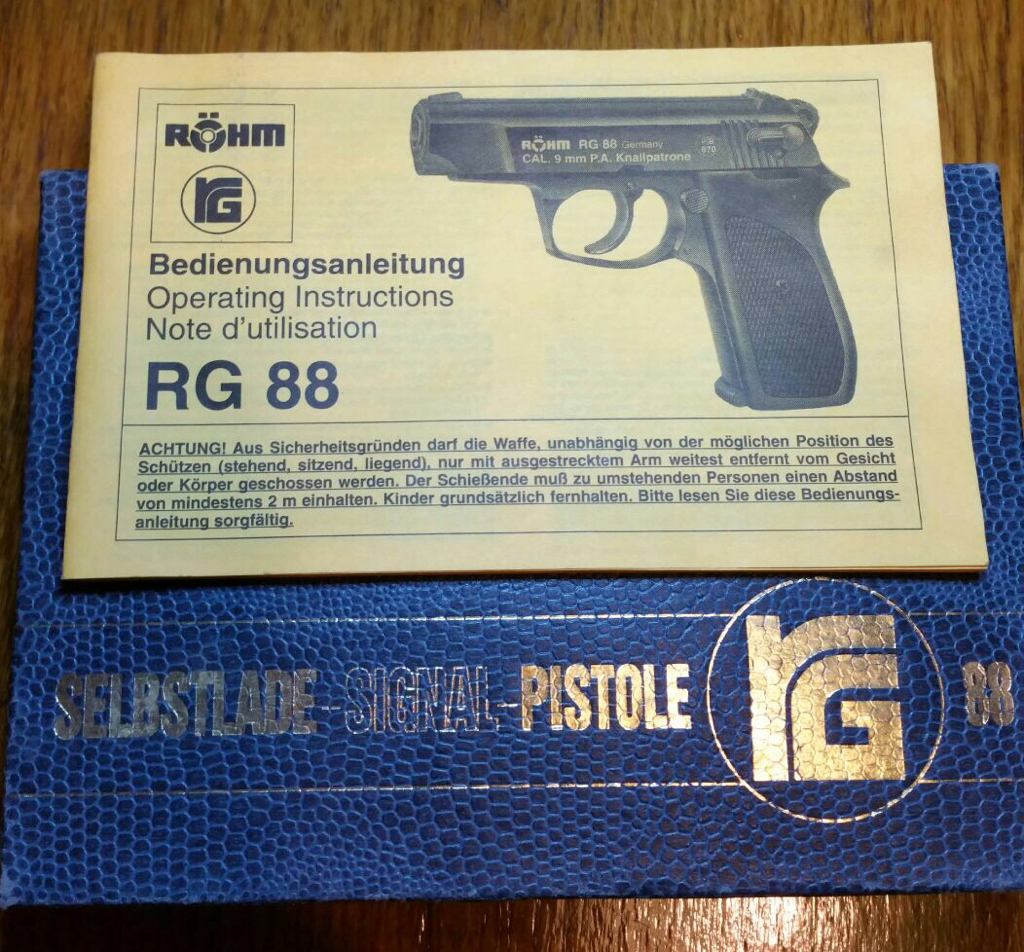 RÖHM
RG
RÖHM RG 88 Germany
CAL. 9 mm P.A. Knallpatrone
Bedienungsanleitung
Operating Instructions
Note d'utilisation
RG 88
ACHTUNG! Aus Sicherheitsgründen darf die Waffe, unabhängig von der möglichen Position des
Schützen (stehend, sitzend, liegend), nur mit ausgestrecktem Arm weitest entfernt vom Gesicht
oder Körper geschossen werden. Der Schießende muß zu umstehenden Personen einen Abstand
von mindestens 2 m einhalten. Kinder grundsätzlich fernhalten. Bitte lesen Sie diese Bedienungs-
anleitung sorgfältig.
SELBSTLADE-SIGNAL-PISTOLE RG 88